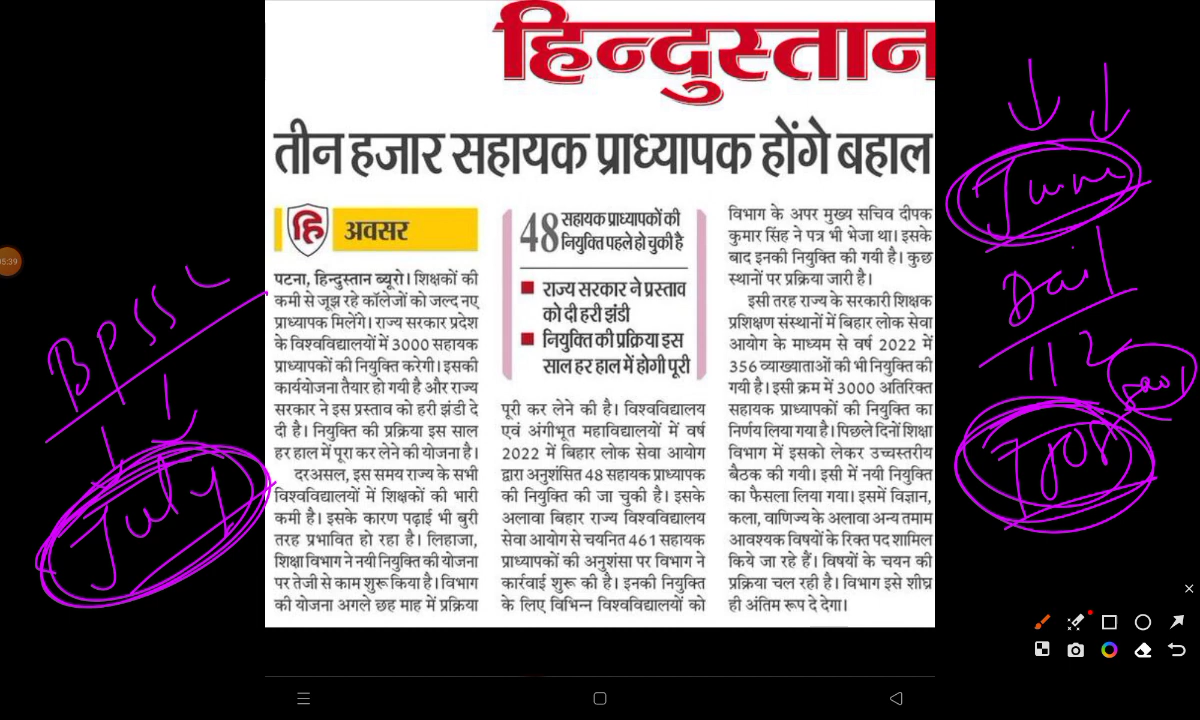 हिन्दुस्तान
तीन हजार सहायक प्राध्यापक होंगे बहाल
हि अवसर
पटना, हिन्दुस्तान ब्यूरो। शिक्षकों की
कमी से जूझ रहे कॉलेजों को जल्द नए
प्राध्यापक मिलेंगे। राज्य सरकार प्रदेश
के विश्वविद्यालयों में 3000 सहायक
प्राध्यापकों की नियुक्ति करेगी। इसकी
कार्ययोजना तैयार हो गयी है और राज्य
सरकार ने इस प्रस्ताव को हरी झंडी दे
दी है। नियुक्ति की प्रक्रिया इस साल
हर हाल में पूरा कर लेने की योजना है।
दरअसल, इस समय राज्य के सभी
विश्वविद्यालयों में शिक्षकों की भारी
कमी है। इसके कारण पढ़ाई भी बुरी
तरह प्रभावित हो रहा है। लिहाजा,
शिक्षा विभाग ने नयी नियुक्ति की योजना
पर तेजी से काम शुरू किया है। विभाग
की योजना अगले छह माह में प्रक्रिया
48 सहायक प्राध्यापकों की
नियुक्ति पहले हो चुकी है
राज्य सरकार ने प्रस्ताव
को दी हरी झंडी
नियुक्ति की प्रक्रिया इस
साल हर हाल में होगी पूरी
पूरी कर लेने की है। विश्वविद्यालय
एवं अंगीभूत महाविद्यालयों में वर्ष
2022 में बिहार लोक सेवा आयोग
द्वारा अनुशंसित 48 सहायक प्राध्यापक
की नियुक्ति की जा चुकी है। इसके
अलावा बिहार राज्य विश्वविद्यालय
सेवा आयोग से चयनित 461 सहायक
प्राध्यापकों की अनुशंसा पर विभाग ने
कार्रवाई शुरू की है। इनकी नियुक्ति
के लिए विभिन्न विश्वविद्यालयों को
विभाग के अपर मुख्य सचिव दीपक
कुमार सिंह ने पत्र भी भेजा था। इसके
बाद इनकी नियुक्ति की गयी है। कुछ
स्थानों पर प्रक्रिया जारी है।
इसी तरह राज्य के सरकारी शिक्षक
प्रशिक्षण संस्थानों में बिहार लोक सेवा
आयोग के माध्यम से वर्ष 2022 में
356 व्याख्याताओं की भी नियुक्ति की
गयी है। इसी क्रम में 3000 अतिरिक्त
सहायक प्राध्यापकों की नियुक्ति का
निर्णय लिया गया है। पिछले दिनों शिक्षा
विभाग में इसको लेकर उच्चस्तरीय
बैठक की गयी। इसी में नयी नियुक्ति
का फैसला लिया गया। इसमें विज्ञान,
कला, वाणिज्य के अलावा अन्य तमाम
आवश्यक विषयों के रिक्त पद शामिल
किये जा रहे हैं। विषयों के चयन की
प्रक्रिया चल रही है। विभाग इसे शीघ्र
ही अंतिम रूप दे देगा।
BPSSC
July
June
Dail
112